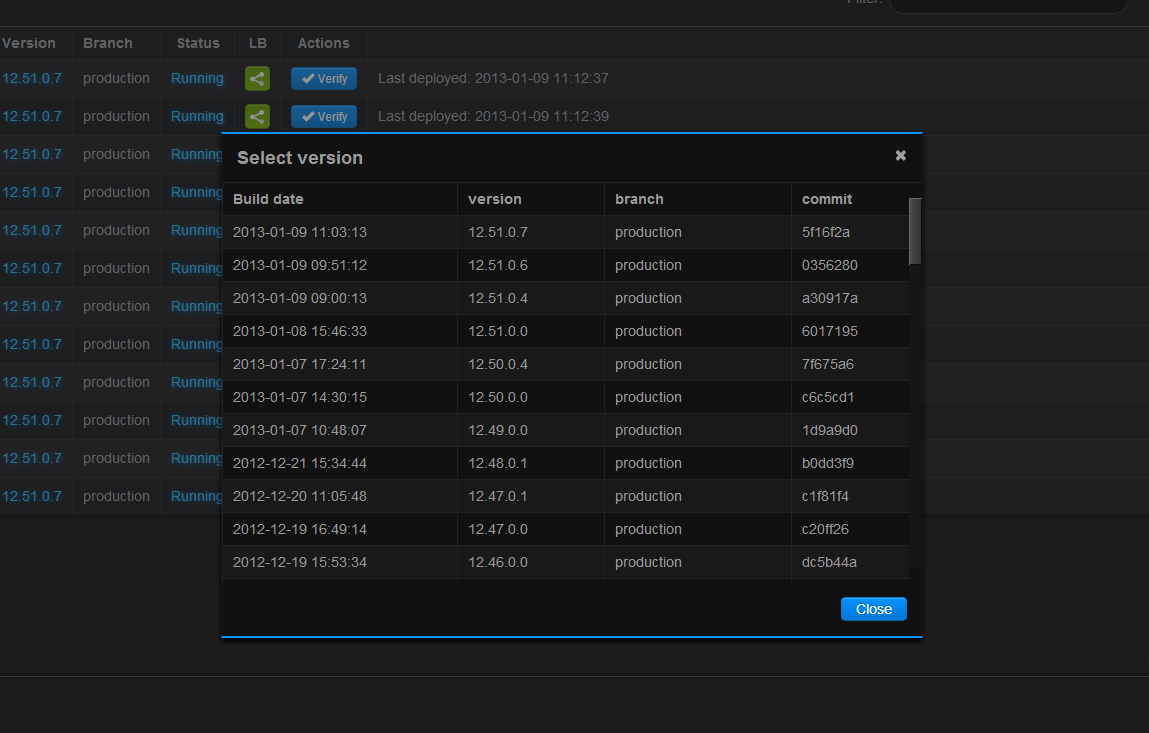 Filter:
Version Branch Status LB Actions
12.51.0.7 production Running Verify Last deployed: 2013-01-09 11:12:37
12.51.0.7 production Running Verify Last deployed: 2013-01-09 11:12:39
12.51.0.7 production Running
12.51.0.7 production Running
12.51.0.7 production Running
12.51.0.7 production Running
12.51.0.7 production Running
12.51.0.7 production Running
12.51.0.7 production Running
12.51.0.7 production Running
12.51.0.7 production Running
12.51.0.7 production Running
Select version
Build date version branch commit
2013-01-09 11:03:13 12.51.0.7 production 5f16f2a
2013-01-09 09:51:12 12.51.0.6 production 0356280
2013-01-09 09:00:13 12.51.0.4 production a30917a
2013-01-08 15:46:33 12.51.0.0 production 6017195
2013-01-07 17:24:11 12.50.0.4 production 7f675a6
2013-01-07 14:30:15 12.50.0.0 production c6c5cd1
2013-01-07 10:48:07 12.49.0.0 production 1d9a9d0
2012-12-21 15:34:44 12.48.0.1 production b0dd3f9
2012-12-20 11:05:48 12.47.0.1 production c1f81f4
2012-12-19 16:49:14 12.47.0.0 production c20ff26
2012-12-19 15:53:34 12.46.0.0 production dc5b44a
Close